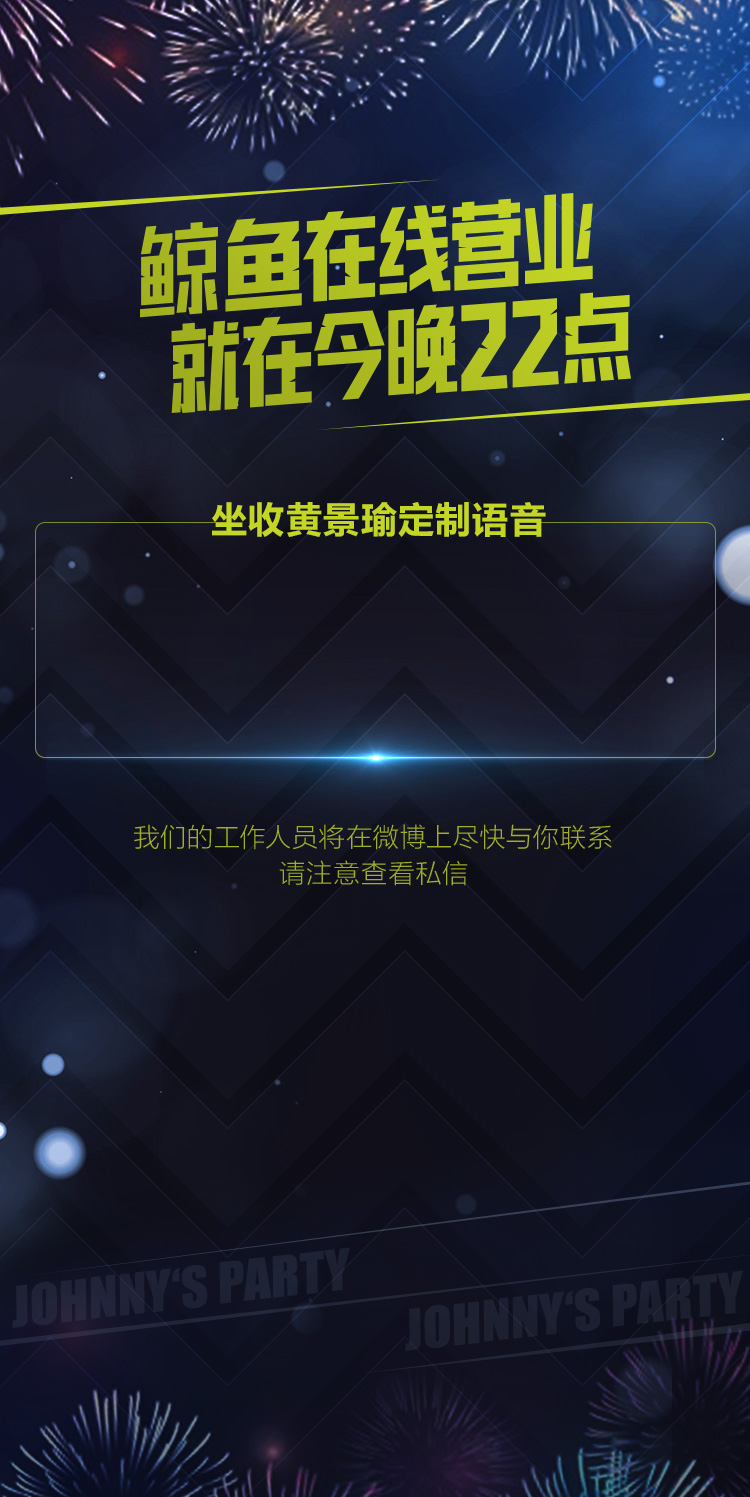 鲸鱼在线营业
就在今晚22点
坐收黄景瑜定制语音
我们的工作人员将在微博上尽快与你联系
请注意查看私信
JOHNNY‘S PARTY
JOHNNY‘S PARTY